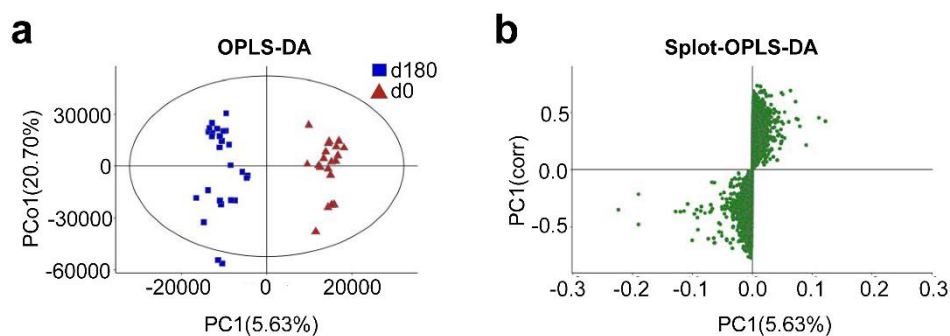 a
OPLS-DA
d180
d0
PCo1(20.70%)
30000
0
-30000
-60000
-20000 0 20000
PC1(5.63%)
b
Splot-OPLS-DA
PC1(corr)
0.5
0.0
-0.5
-0.3 -0.2 -0.1 0.0 0.1 0.2 0.3
PC1(5.63%)